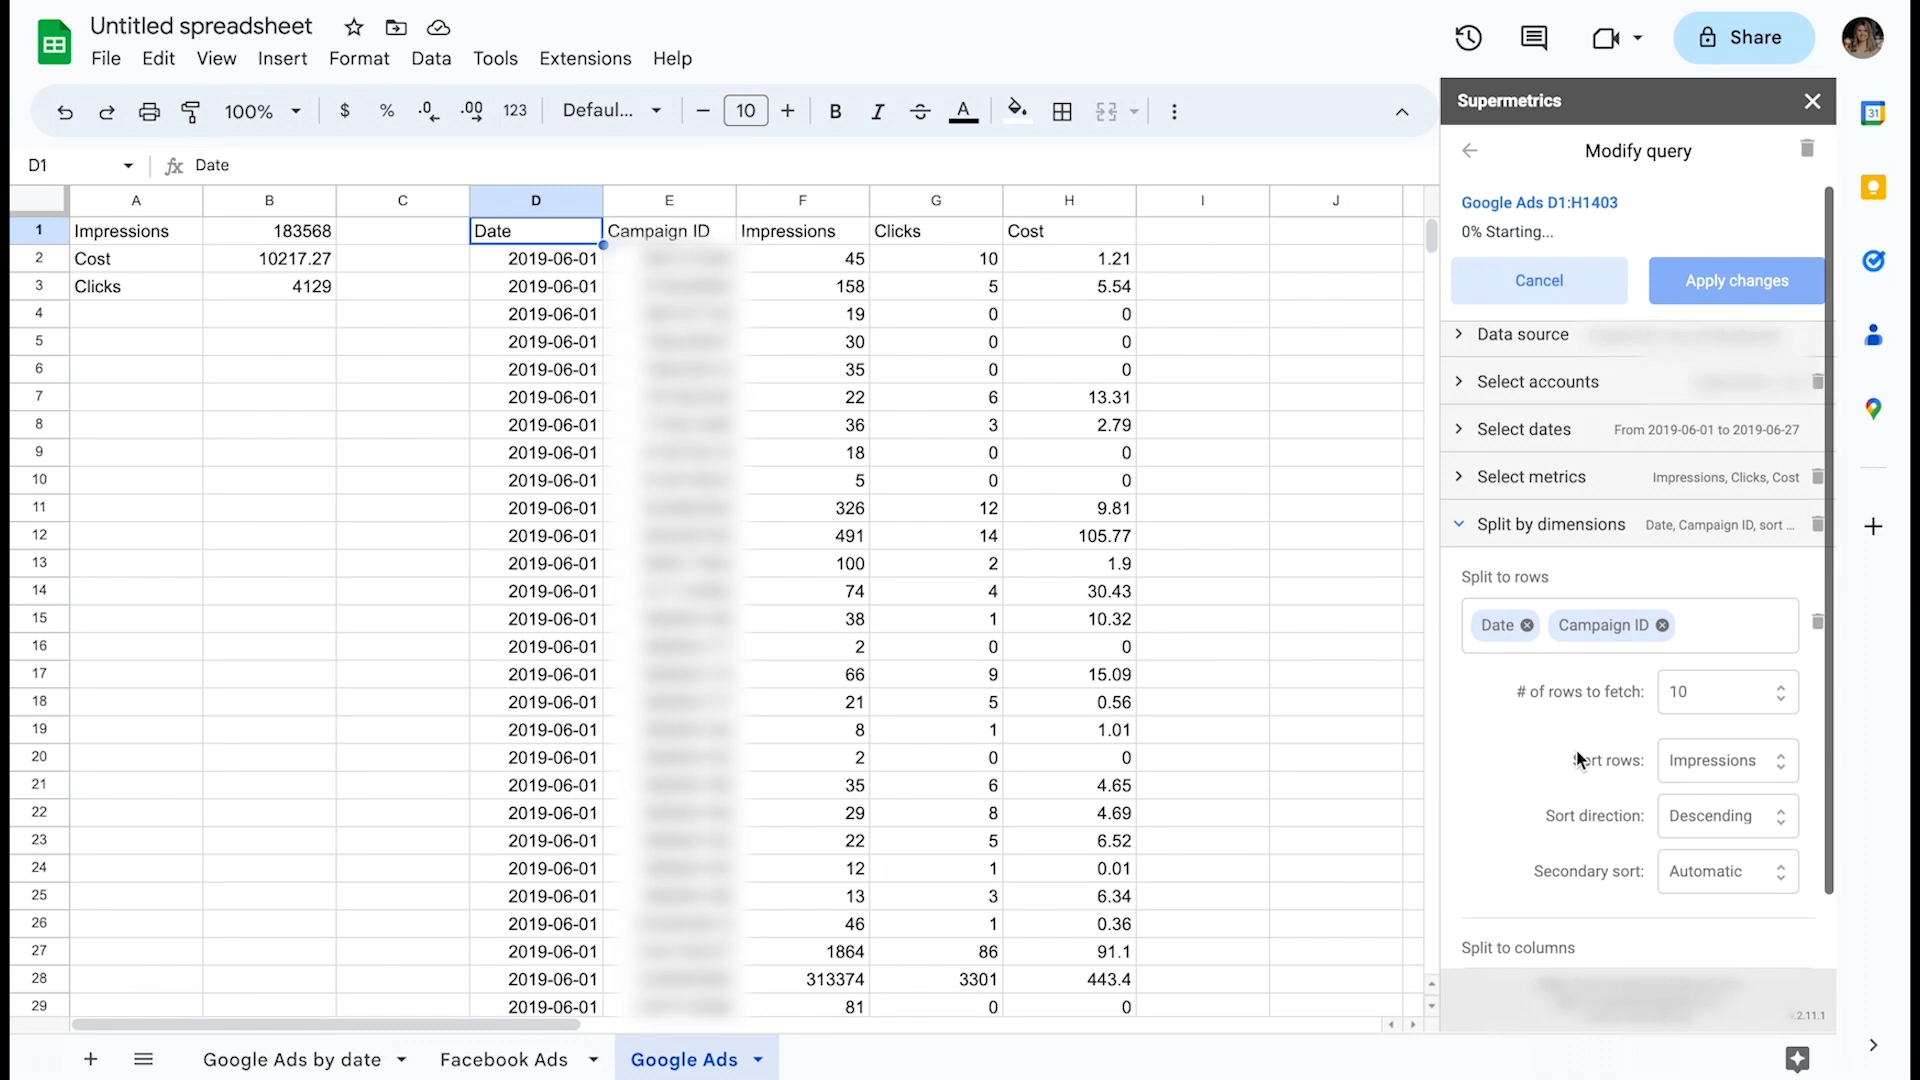 Untitled spreadsheet
File Edit View Insert Format Data Tools Extensions Help
Share
100% $ % .0 .00 123 Defaul... 10 B I A
D1 fx Date
Supermetrics
Modify query
Google Ads D1:H1403
0% Starting...
Cancel Apply changes
Data source
Select accounts
Select dates From 2019-06-01 to 2019-06-27
Select metrics Impressions, Clicks, Cost
Split by dimensions Date, Campaign ID, sort ...
Split to rows
Date Campaign ID
# of rows to fetch: 10
rt rows: Impressions
Sort direction: Descending
Secondary sort: Automatic
Split to columns
2.11.1
31
A B C D E F G H I J
1 Impressions 183568 Date Campaign ID Impressions Clicks Cost
2 Cost 10217.27 2019-06-01 45 10 1.21
3 Clicks 4129 2019-06-01 158 5 5.54
4 2019-06-01 19 0 0
5 2019-06-01 30 0 0
6 2019-06-01 35 0 0
7 2019-06-01 22 6 13.31
8 2019-06-01 36 3 2.79
9 2019-06-01 18 0 0
10 2019-06-01 5 0 0
11 2019-06-01 326 12 9.81
12 2019-06-01 491 14 105.77
13 2019-06-01 100 2 1.9
14 2019-06-01 74 4 30.43
15 2019-06-01 38 1 10.32
16 2019-06-01 2 0 0
17 2019-06-01 66 9 15.09
18 2019-06-01 21 5 0.56
19 2019-06-01 8 1 1.01
20 2019-06-01 2 0 0
21 2019-06-01 35 6 4.65
22 2019-06-01 29 8 4.69
23 2019-06-01 22 5 6.52
24 2019-06-01 12 1 0.01
25 2019-06-01 13 3 6.34
26 2019-06-01 46 1 0.36
27 2019-06-01 1864 86 91.1
28 2019-06-01 313374 3301 443.4
29 2019-06-01 81 0 0
Google Ads by date Facebook Ads Google Ads